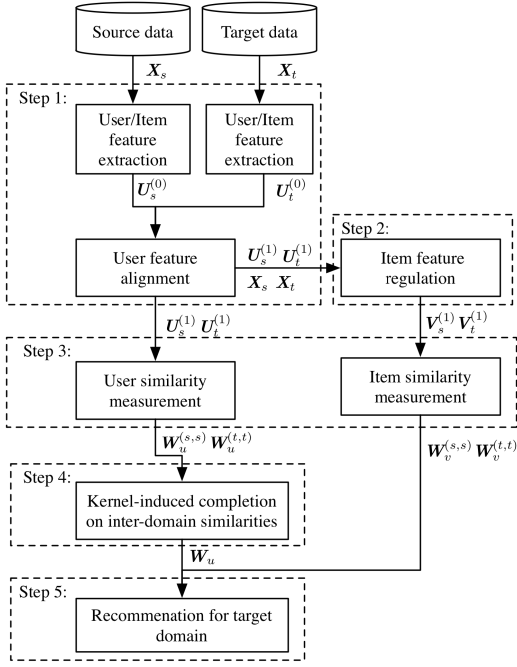 Source data
Target data
X_s
X_t
Step 1:
User/Item
feature
extraction
User/Item
feature
extraction
U_s^{(0)}
U_t^{(0)}
User feature
alignment
U_s^{(1)} U_t^{(1)}
X_s X_t
Step 2:
Item feature
regulation
U_s^{(1)} U_t^{(1)}
V_s^{(1)} V_t^{(1)}
Step 3:
User similarity
measurement
Item similarity
measurement
W_u^{(s,s)} W_u^{(t,t)}
W_v^{(s,s)} W_v^{(t,t)}
Step 4:
Kernel-induced completion
on inter-domain similarities
W_u
Step 5:
Recommenation for target
domain